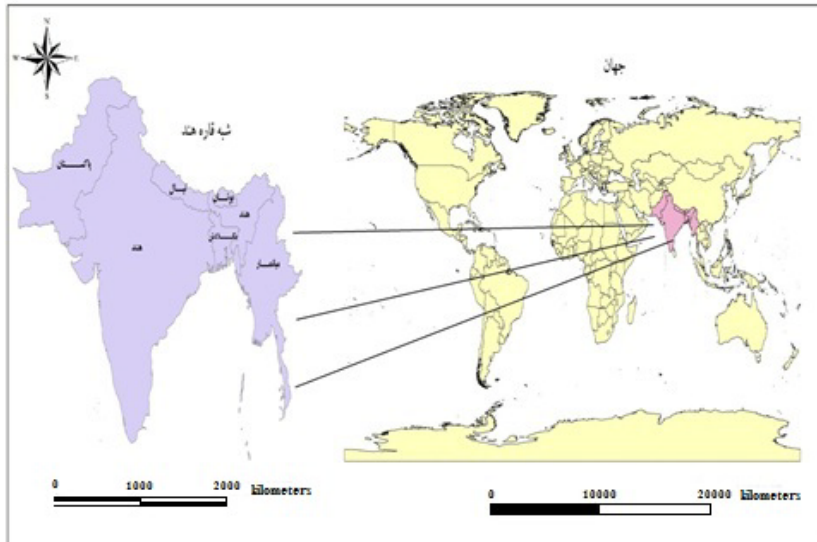 N
W E
S
جهان
شبه قاره هند
پاکستان
نپال
بوتان
هند
بنگلادش
هند
میانمار
0 1000 2000 kilometers
0 10000 20000 kilometers